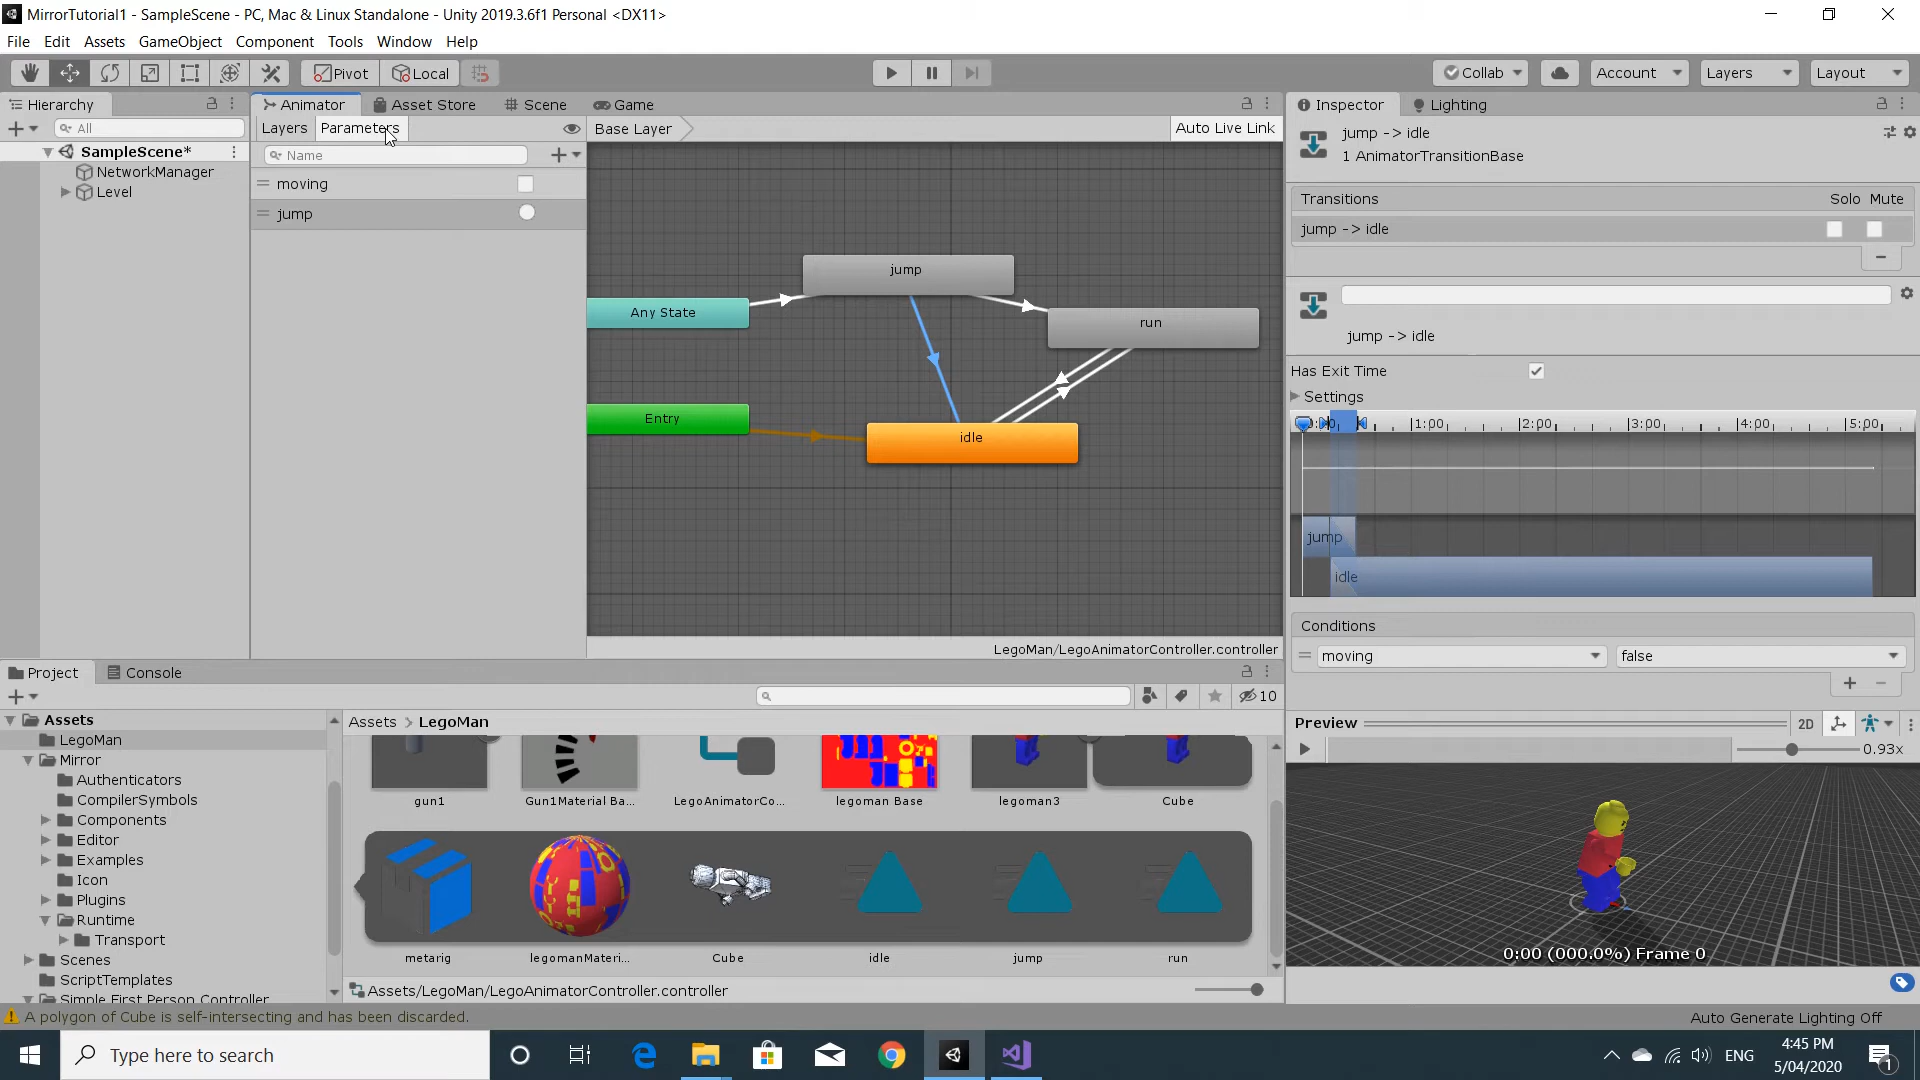 MirrorTutorial1 - SampleScene - PC, Mac & Linux Standalone - Unity 2019.3.6f1 Personal <DX11>
File Edit Assets GameObject Component Tools Window Help
Pivot Local Collab Account Layers Layout
Hierarchy Animator Asset Store Scene Game Inspector Lighting
All
Layers Parameters Base Layer Auto Live Link
SampleScene*
NetworkManager
Level
Name
moving
jump
jump
Any State
run
Entry
idle
LegoMan/LegoAnimatorController.controller
jump -> idle
1 AnimatorTransitionBase
Transitions Solo Mute
jump -> idle
jump -> idle
Has Exit Time
Settings
1:00 2:00 3:00 4:00 5:00
jump
idle
Conditions
moving false
Preview 2D
0.93x
0:00 (000.0%) Frame 0
Project Console
10
Assets
LegoMan
Mirror
Authenticators
CompilerSymbols
Components
Editor
Examples
Icon
Plugins
Runtime
Transport
Scenes
ScriptTemplates
Simple First Person Controller
Assets > LegoMan
gun1 Gun1Material Ba... LegoAnimatorCo... legoman Base legoman3 Cube
metarig legomanMateri... Cube idle jump run
Assets/LegoMan/LegoAnimatorController.controller
A polygon of Cube is self-intersecting and has been discarded.
Auto Generate Lighting Off
Type here to search
ENG
4:45 PM
5/04/2020
1